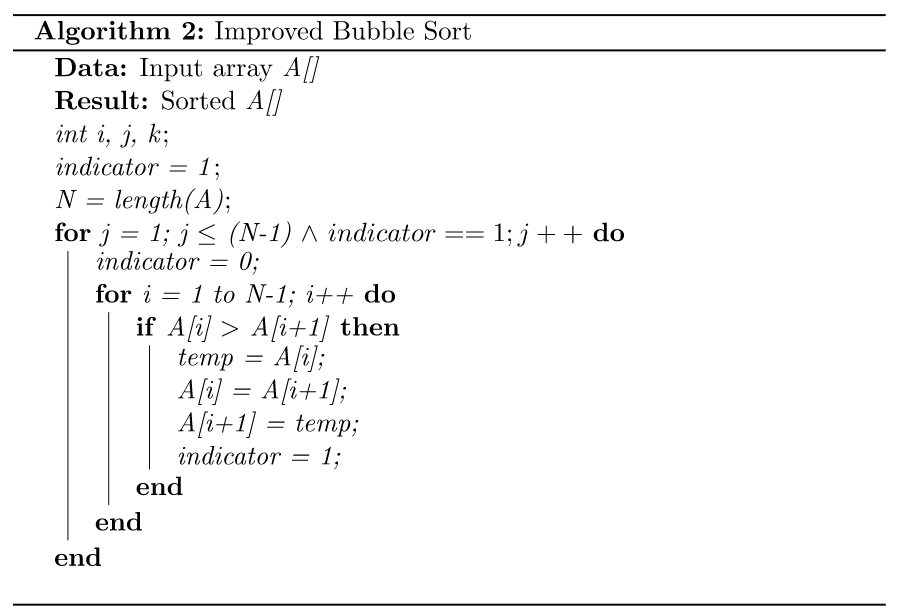 Algorithm 2: Improved Bubble Sort
Data: Input array A[]
Result: Sorted A[]
int i, j, k;
indicator = 1;
N = length(A);
for j = 1; j ≤ (N-1) ∧ indicator == 1; j + + do
indicator = 0;
for i = 1 to N-1; i++ do
if A[i] > A[i+1] then
temp = A[i];
A[i] = A[i+1];
A[i+1] = temp;
indicator = 1;
end
end
end